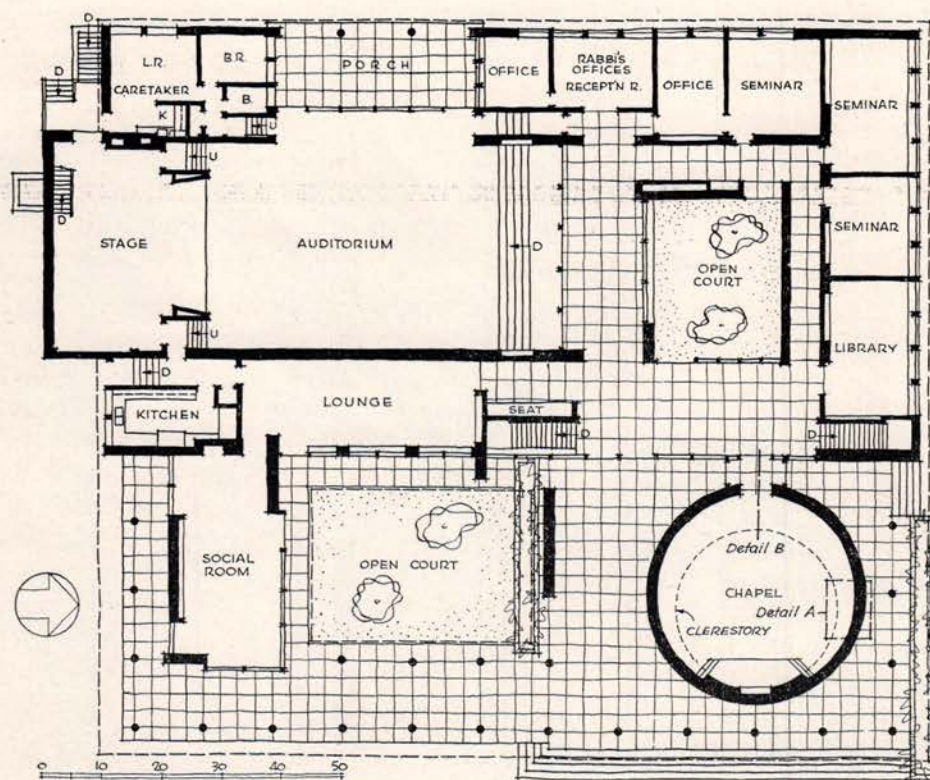 D
D
L.R.
CARETAKER
K
B.R.
B.
U
PORCH
OFFICE
RABBI'S
OFFICES
RECEPT'N R.
OFFICE
SEMINAR
SEMINAR
U
D
STAGE
AUDITORIUM
D
U
OPEN
COURT
SEMINAR
LIBRARY
D
KITCHEN
LOUNGE
SEAT
D
D
SOCIAL
ROOM
OPEN COURT
Detail B
CHAPEL
Detail A
CLERESTORY
0 10 20 30 40 50